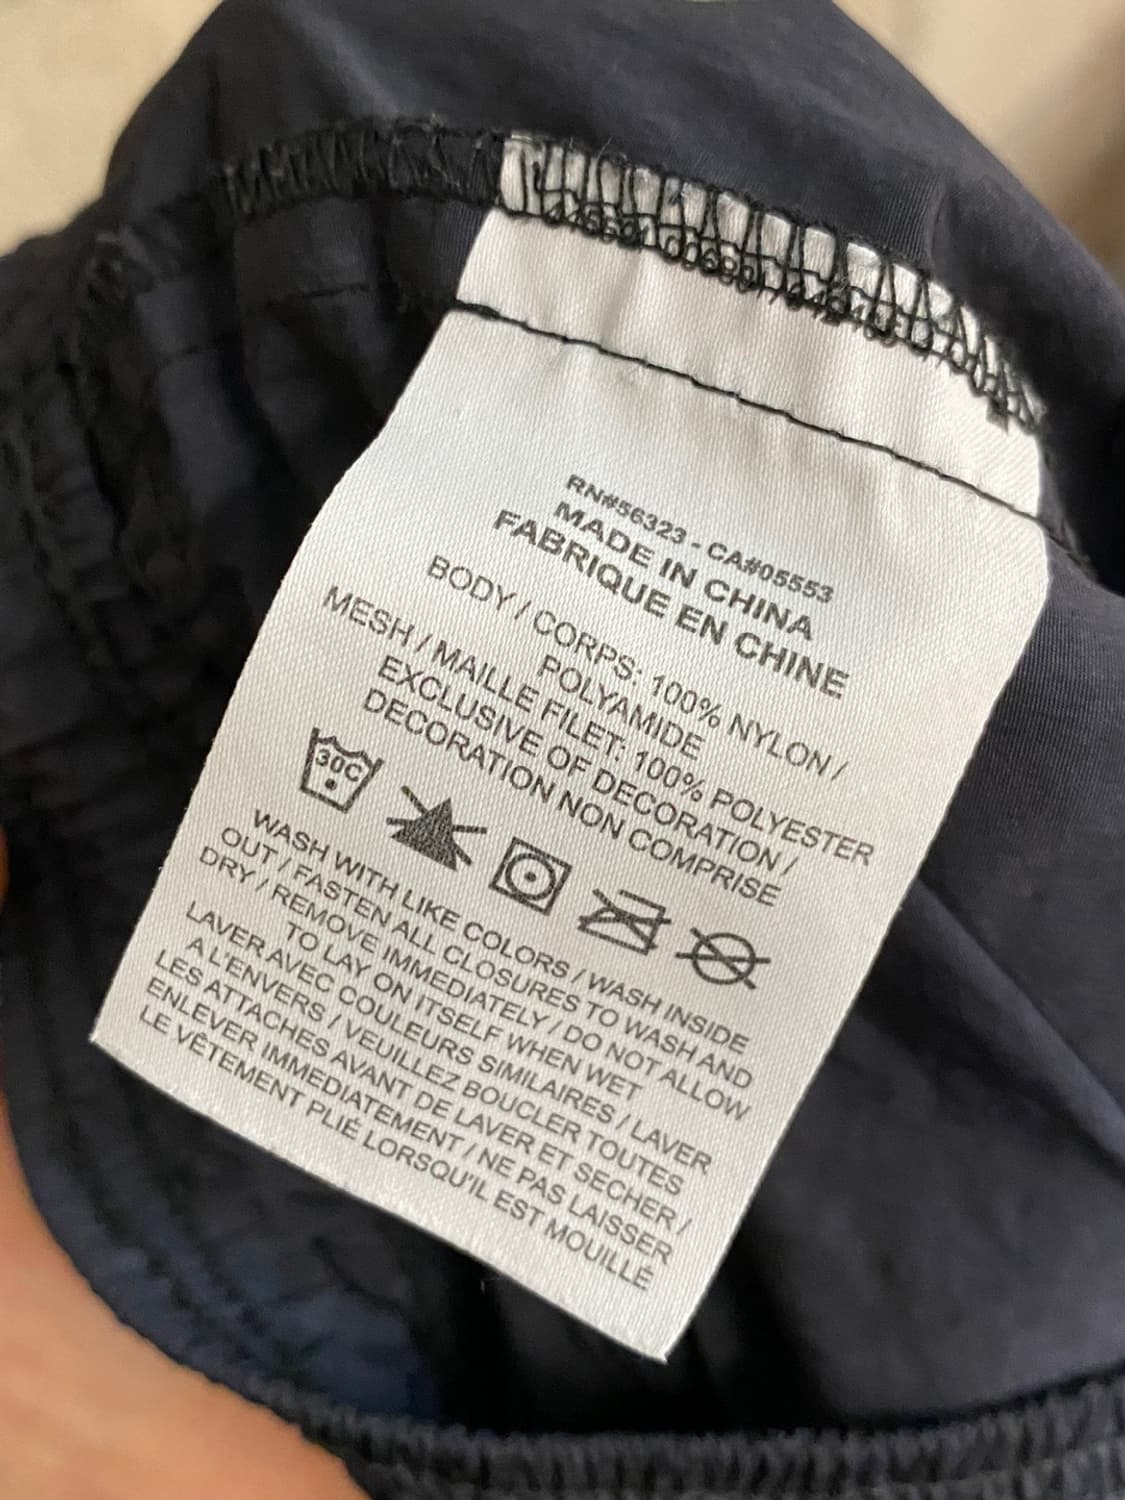 RN#56323 - CA#05553
MADE IN CHINA
FABRIQUE EN CHINE
BODY / CORPS: 100% NYLON /
POLYAMIDE
MESH / MAILLE FILET: 100% POLYESTER
EXCLUSIVE OF DECORATION /
DECORATION NON COMPRISE
30C
WASH WITH LIKE COLORS / WASH INSIDE
OUT / FASTEN ALL CLOSURES TO WASH AND
DRY / REMOVE IMMEDIATELY / DO NOT ALLOW
TO LAY ON ITSELF WHEN WET
LAVER AVEC COULEURS SIMILAIRES / LAVER
A L'ENVERS / VEUILLEZ BOUCLER TOUTES
LES ATTACHES AVANT DE LAVER ET SECHER /
ENLEVER IMMEDIATEMENT / NE PAS LAISSER
LE VÊTEMENT PLIÉ LORSQU'IL EST MOUILLÉ